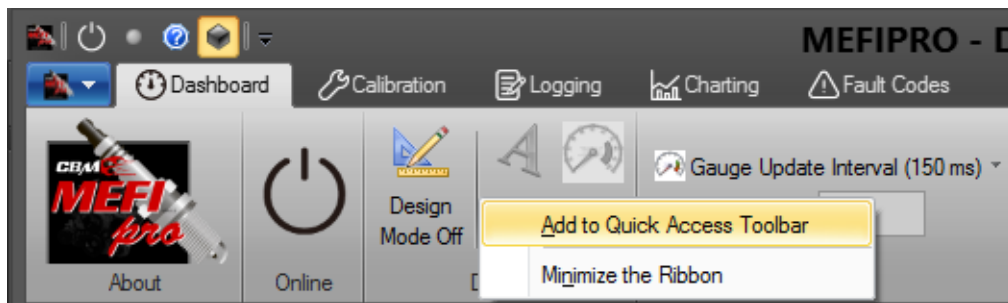 MEFIPRO - D
Dashboard
Calibration
Logging
Charting
Fault Codes
CBM
MEFI
pro
Design
Mode Off
A
Gauge Update Interval (150 ms)
Add to Quick Access Toolbar
Minimize the Ribbon
About
Online
D